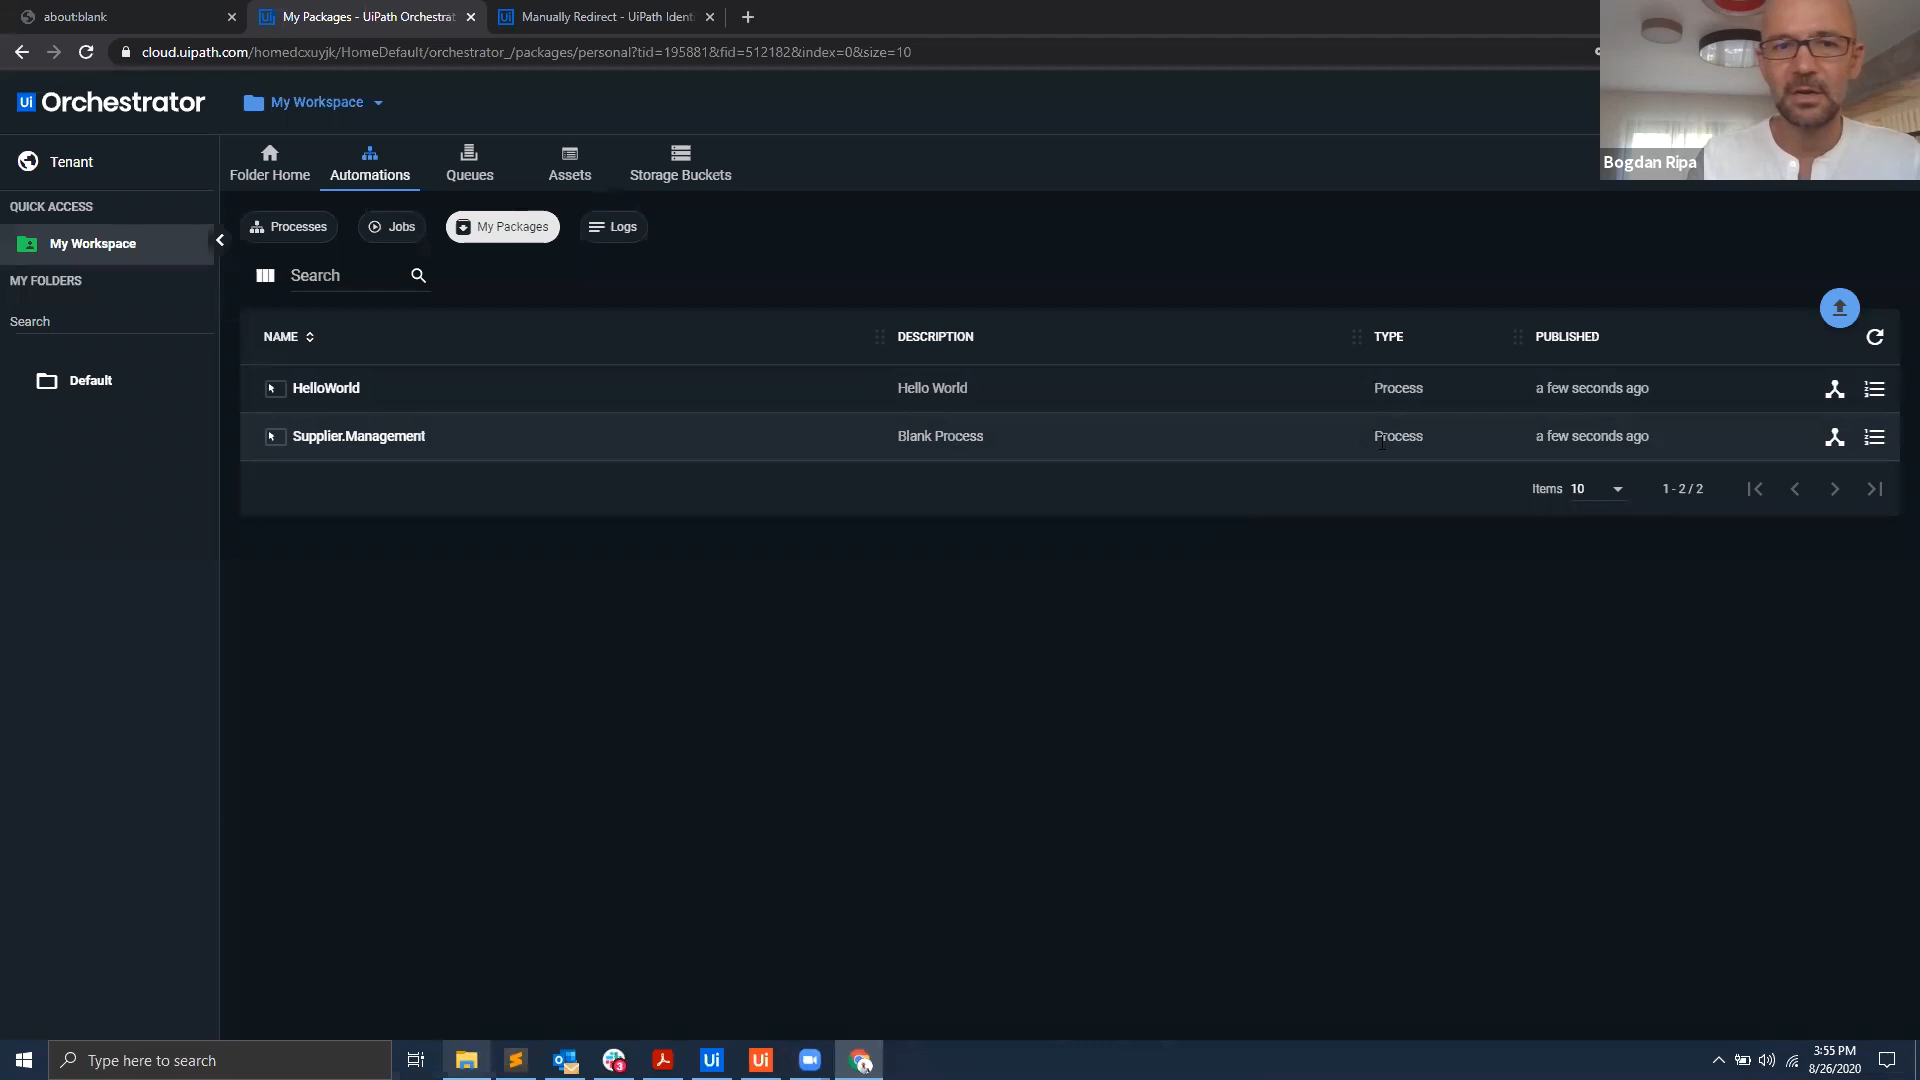 about:blank
My Packages - UiPath Orchestrat
Manually Redirect - UiPath Ident
cloud.uipath.com/homedcxuyjk/HomeDefault/orchestrator_/packages/personal?tid=195881&fid=512182&index=0&size=10
Ui Orchestrator
My Workspace
Bogdan Ripa
Tenant
Folder Home
Automations
Queues
Assets
Storage Buckets
QUICK ACCESS
My Workspace
MY FOLDERS
Search
Default
Processes
Jobs
My Packages
Logs
Search
NAME DESCRIPTION TYPE PUBLISHED
HelloWorld Hello World Process a few seconds ago
Supplier.Management Blank Process Process a few seconds ago
Items 10 1 - 2 / 2
Type here to search
3
Ui
Ui
3:55 PM
8/26/2020